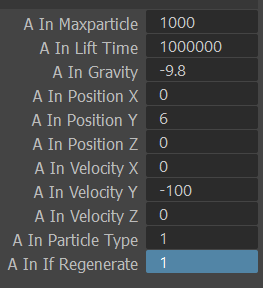 A In Maxparticle 1000
A In Lift Time 1000000
A In Gravity -9.8
A In Position X 0
A In Position Y 6
A In Position Z 0
A In Velocity X 0
A In Velocity Y -100
A In Velocity Z 0
A In Particle Type 1
A In If Regenerate 1